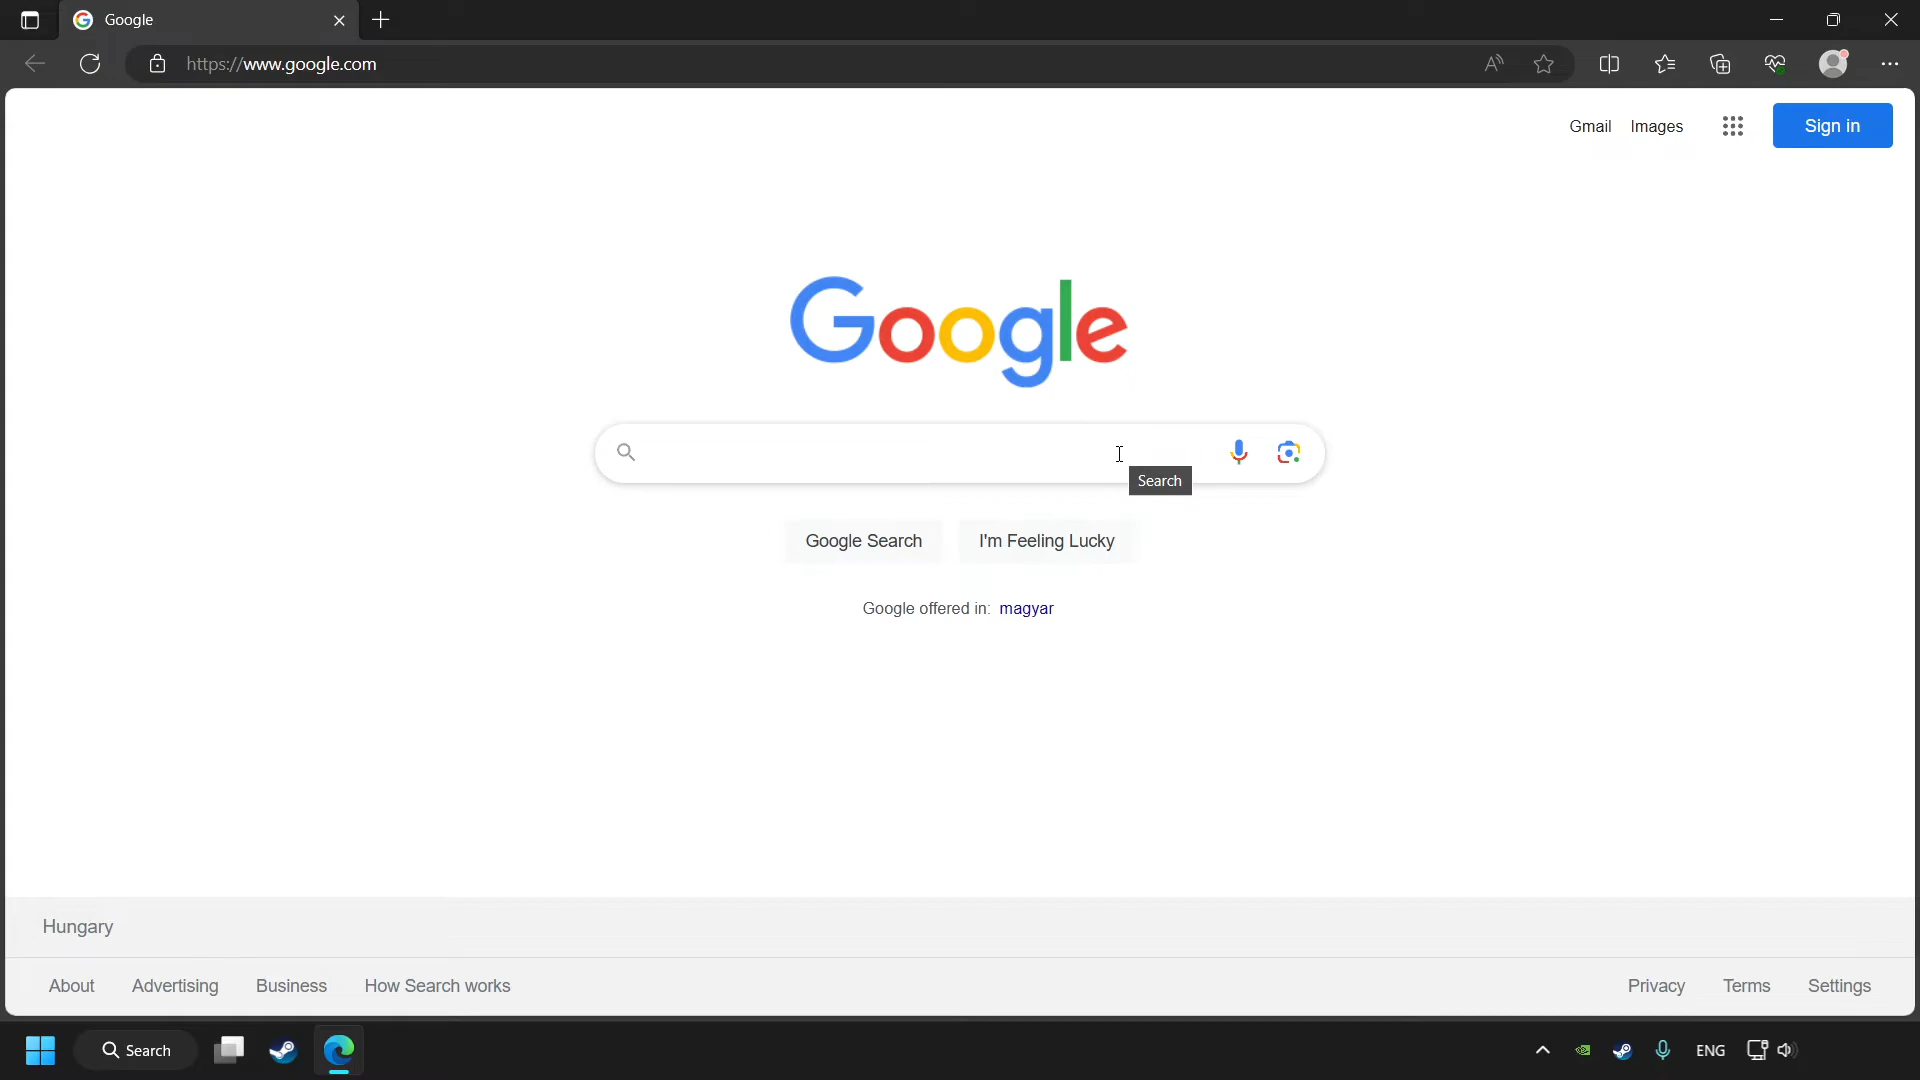 Google
https://www.google.com
Gmail Images Sign in
Google
Search
Google Search I'm Feeling Lucky
Google offered in: magyar
Hungary
About Advertising Business How Search works Privacy Terms Settings
Search ENG